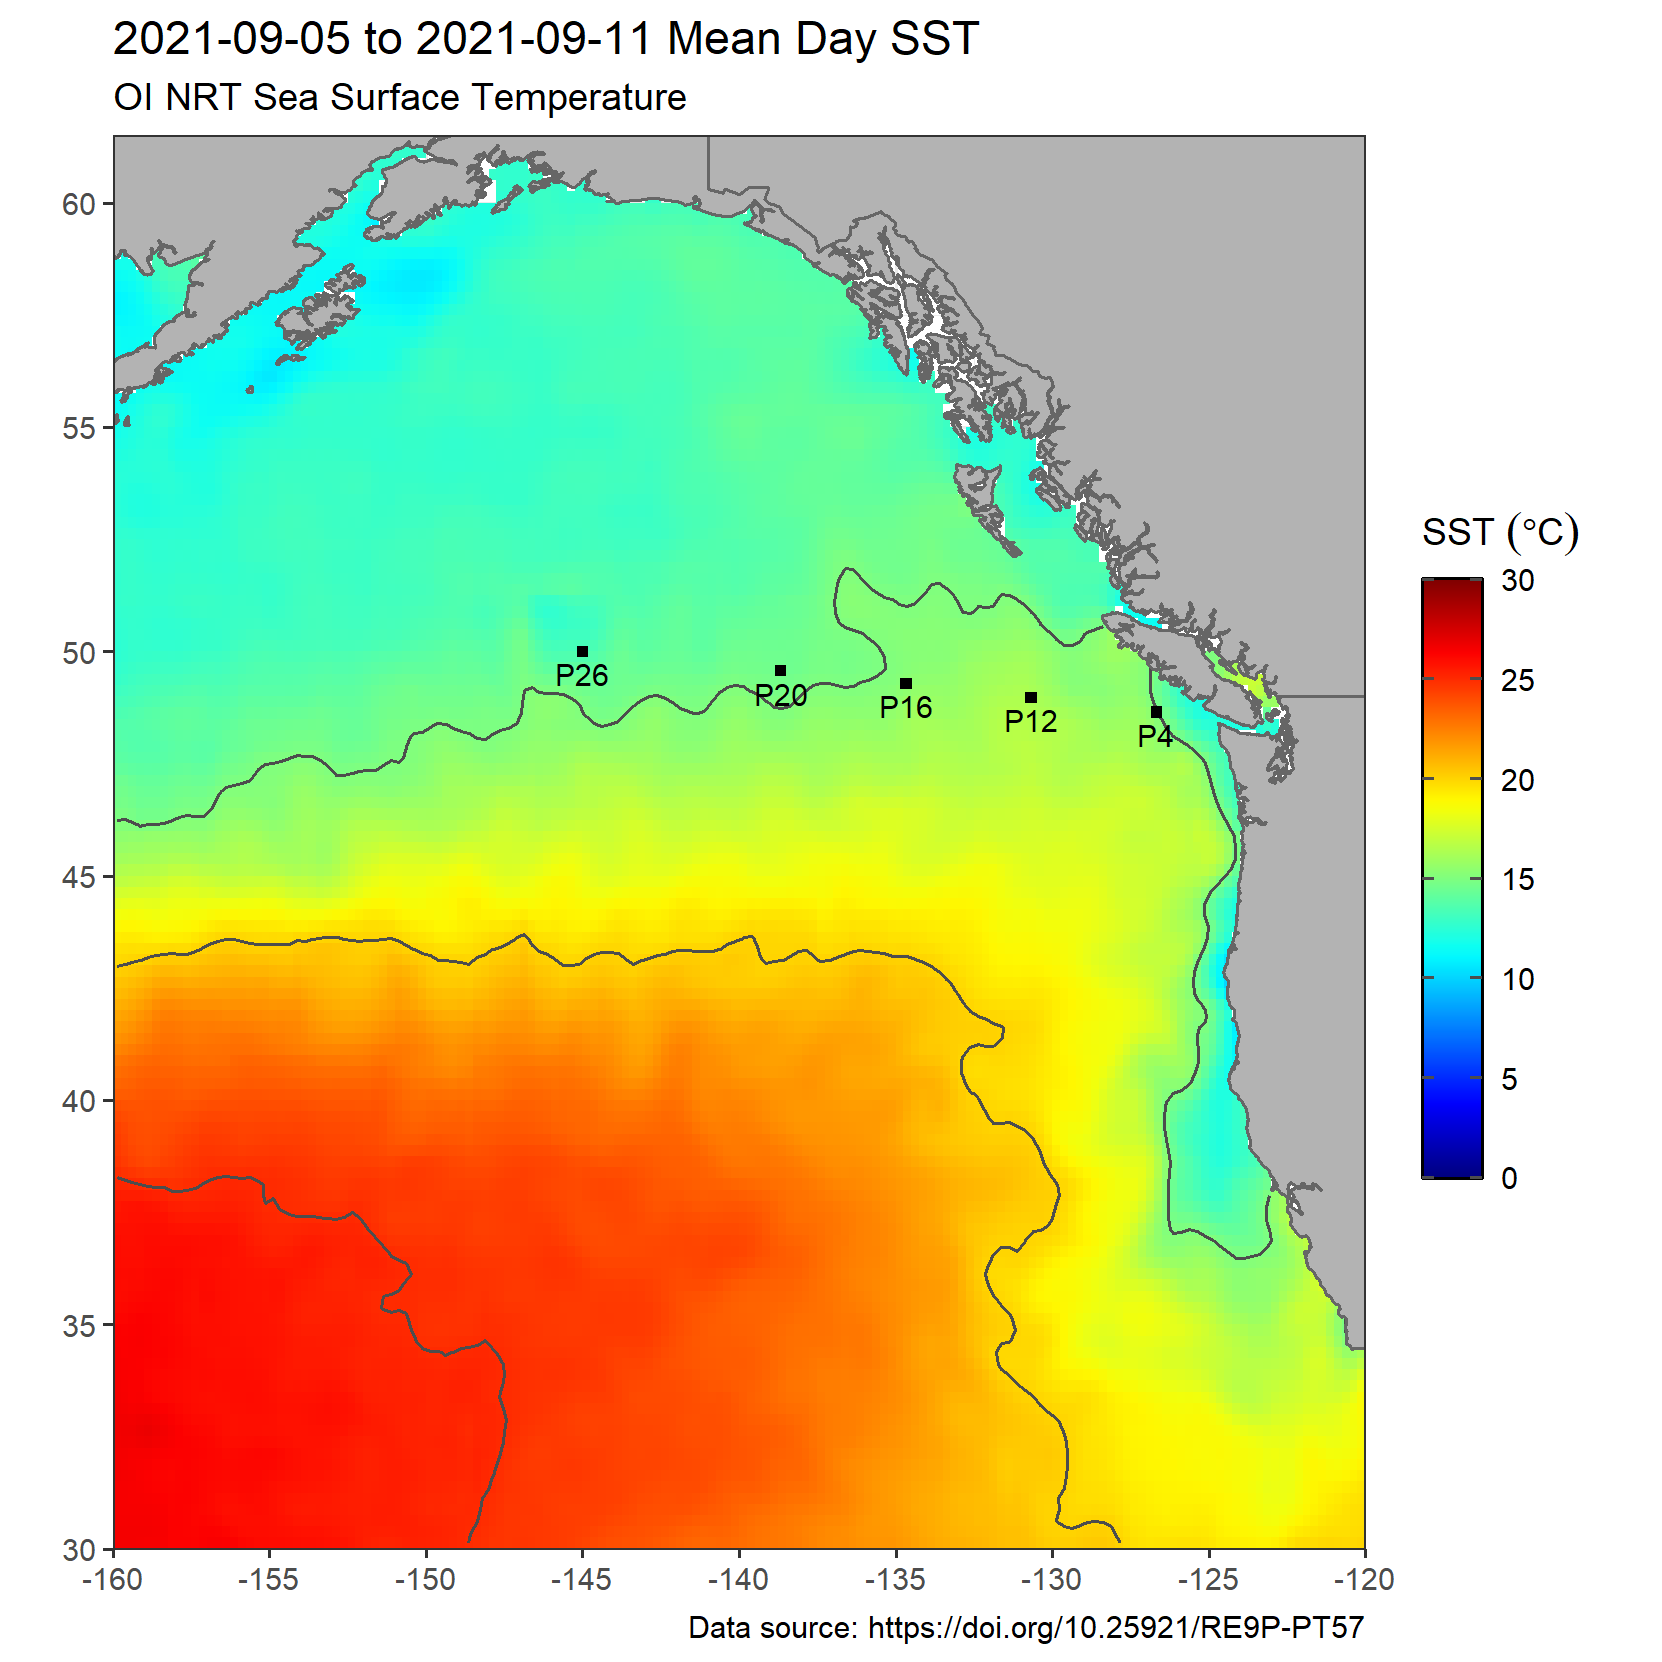 2021-09-05 to 2021-09-11 Mean Day SST
OI NRT Sea Surface Temperature
60
55
50
45
40
35
30
P26
P20
P16
P12
P4
-160
-155
-150
-145
-140
-135
-130
-125
-120
SST (°C)
30
25
20
15
10
5
0
Data source: https://doi.org/10.25921/RE9P-PT57